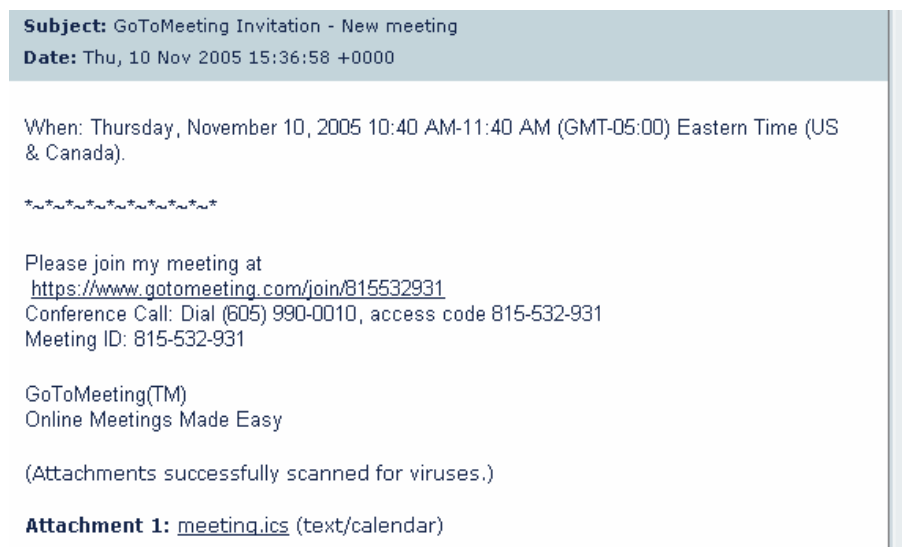 Subject: GoToMeeting Invitation - New meeting
Date: Thu, 10 Nov 2005 15:36:58 +0000
When: Thursday, November 10, 2005 10:40 AM-11:40 AM (GMT-05:00) Eastern Time (US
& Canada).
*~*~*~*~*~*~*~*~*~*
Please join my meeting at
https://www.gotomeeting.com/join/815532931
Conference Call: Dial (605) 990-0010, access code 815-532-931
Meeting ID: 815-532-931
GoToMeeting(TM)
Online Meetings Made Easy
(Attachments successfully scanned for viruses.)
Attachment 1: meeting.ics (text/calendar)